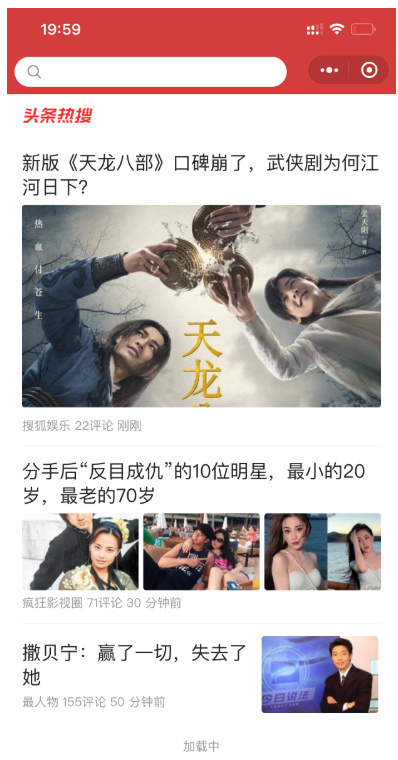 19:59
头条热搜
新版《天龙八部》口碑崩了，武侠剧为何江
河日下？
热血付苍生
天龙
搜狐娱乐 22评论 刚刚
分手后“反目成仇”的10位明星，最小的20
岁，最老的70岁
疯狂影视圈 71评论 30 分钟前
撒贝宁：赢了一切，失去了
她
今日说法
最人物 155评论 50 分钟前
加载中